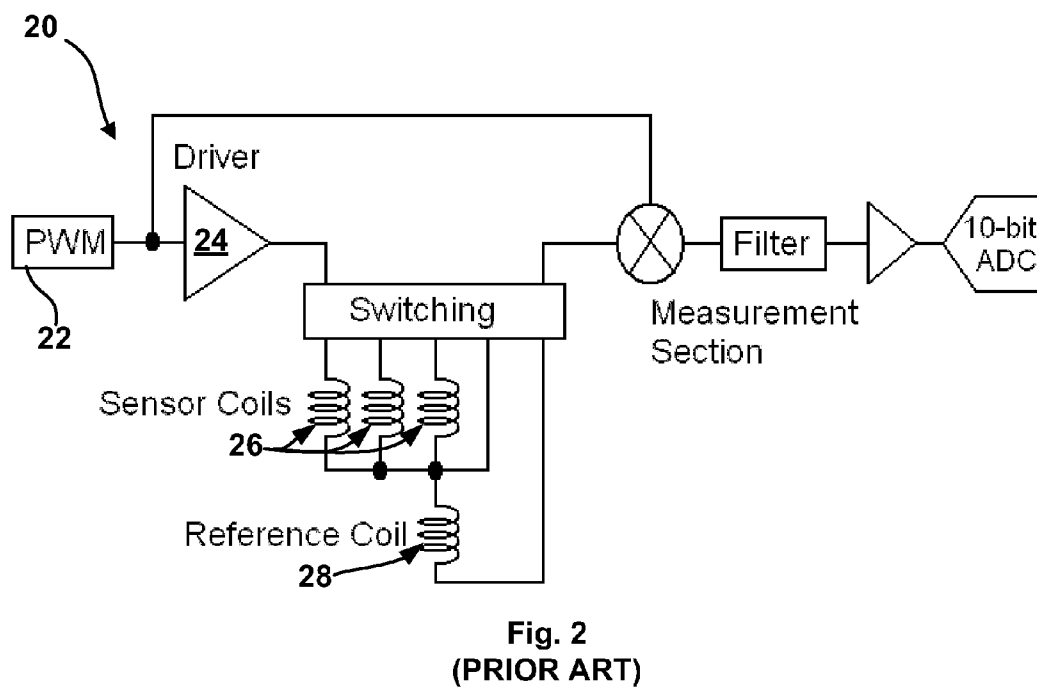 20
Driver
PWM
24
22
Switching
Filter
10-bit
ADC
Measurement
Section
Sensor Coils
26
Reference Coil
28
Fig. 2
(PRIOR ART)